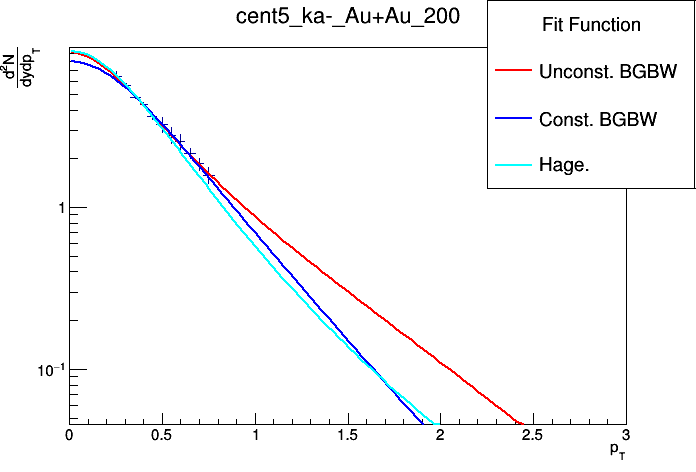 cent5_ka-_Au+Au_200
d²N
dydp_T
Fit Function
Unconst. BGBW
Const. BGBW
Hage.
1
10⁻¹
0 0.5 1 1.5 2 2.5 3
p_T